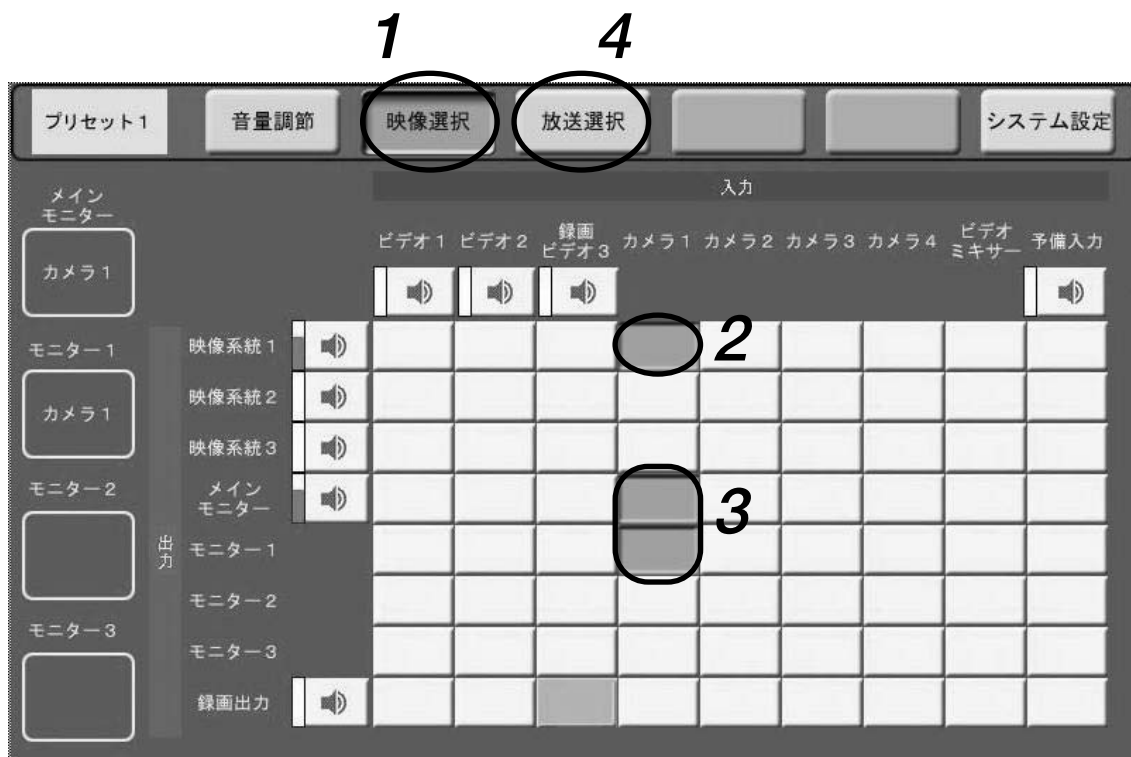 1
4
プリセット1
音量調節
映像選択
放送選択
システム設定
入力
メイン
モニター
カメラ1
モニター1
カメラ1
モニター2
モニター3
ビデオ1
ビデオ2
録画
ビデオ3
カメラ1
カメラ2
カメラ3
カメラ4
ビデオ
ミキサー
予備入力
出力
映像系統1
2
映像系統2
映像系統3
メイン
モニター
3
モニター1
モニター2
モニター3
録画出力